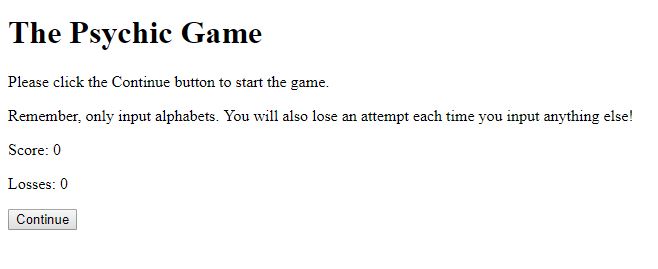 The Psychic Game
Please click the Continue button to start the game.
Remember, only input alphabets. You will also lose an attempt each time you input anything else!
Score: 0
Losses: 0
Continue